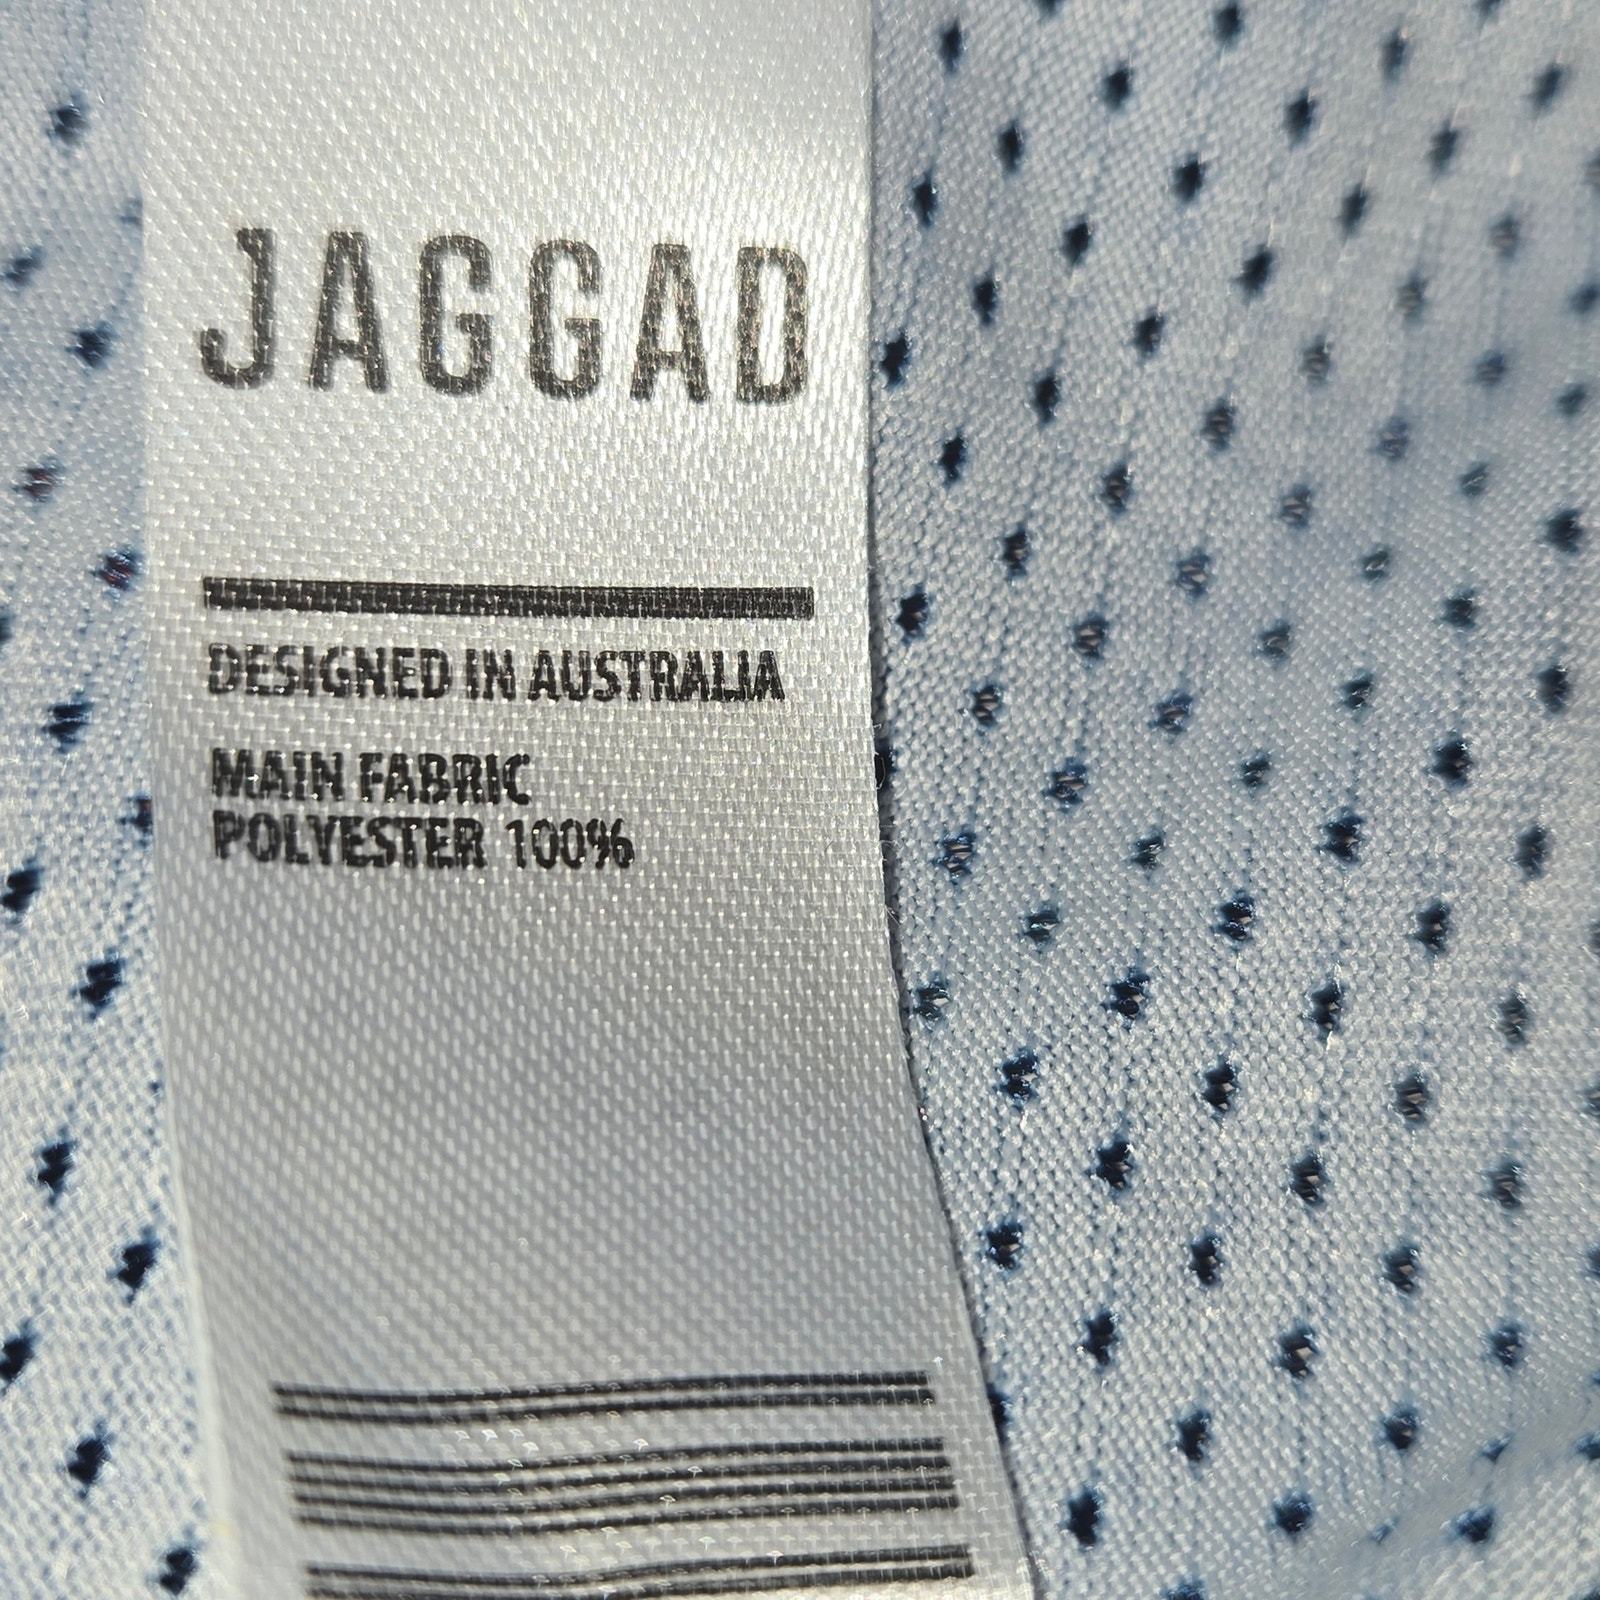 JAGGAD
DESIGNED IN AUSTRALIA
MAIN FABRIC
POLYESTER 100%